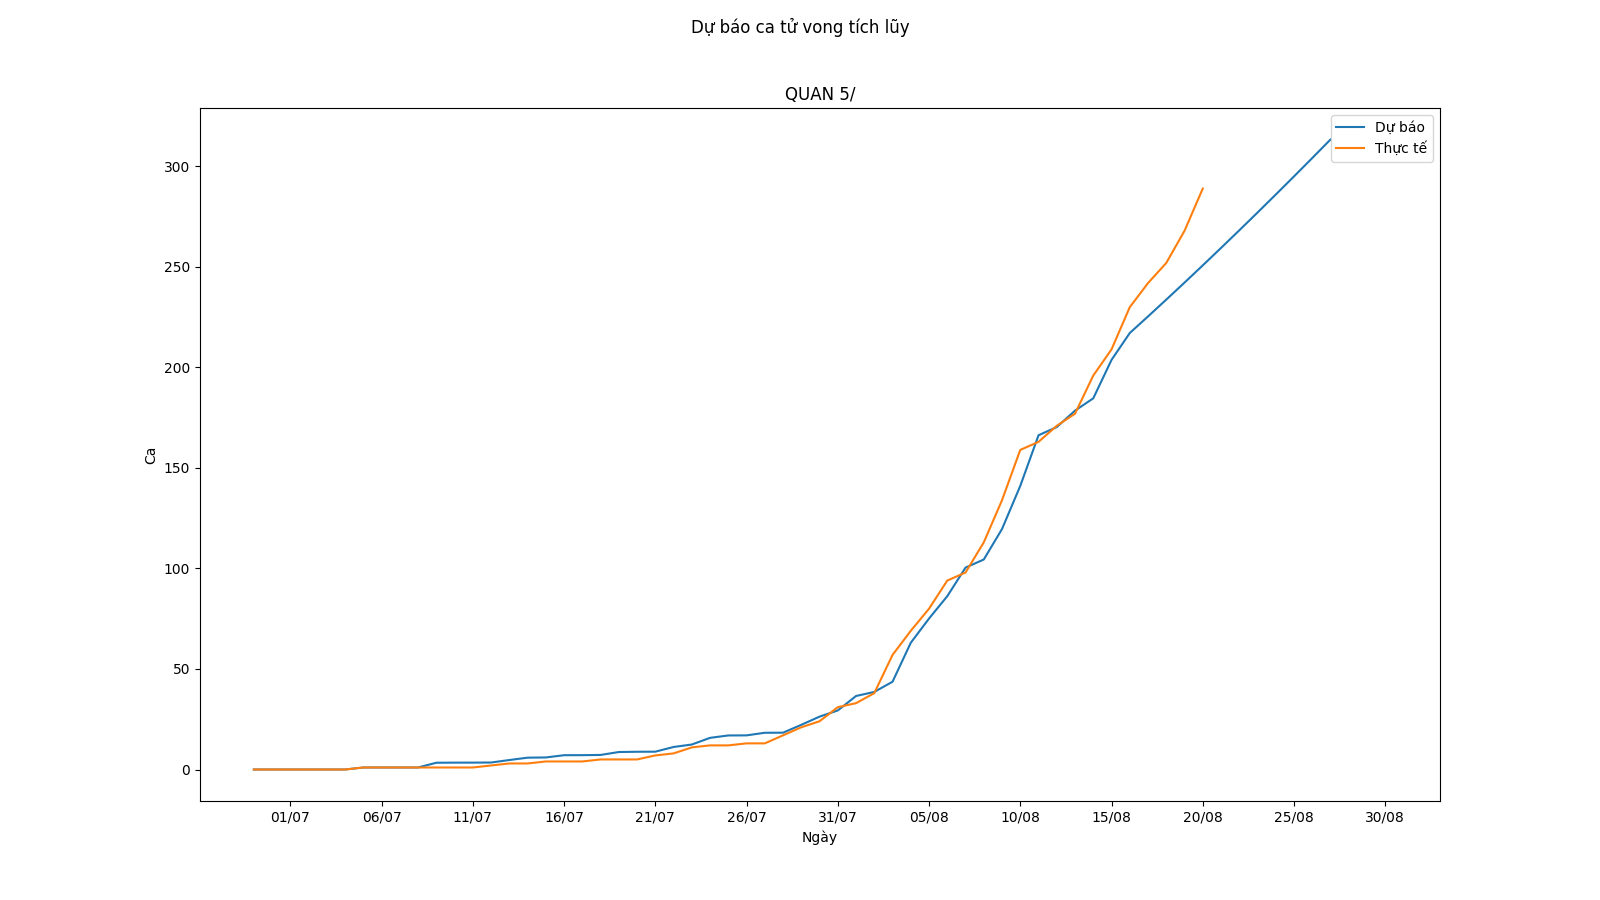 Dự báo ca tử vong tích lũy
QUAN 5/
Dự báo
Thực tế
300
250
200
150
100
50
0
Ca
01/07 06/07 11/07 16/07 21/07 26/07 31/07 05/08 10/08 15/08 20/08 25/08 30/08
Ngày